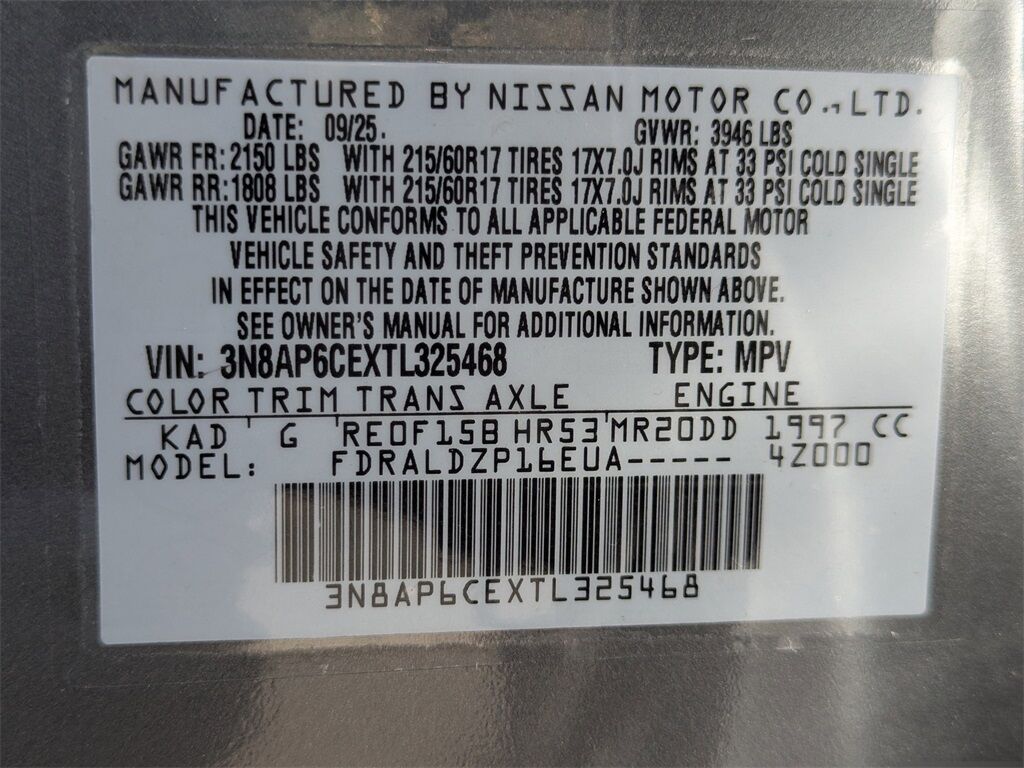 MANUFACTURED BY NISSAN MOTOR CO., LTD.
DATE: 09/25. GVWR: 3946 LBS
GAWR FR: 2150 LBS WITH 215/60R17 TIRES 17X7.0J RIMS AT 33 PSI COLD SINGLE
GAWR RR: 1808 LBS WITH 215/60R17 TIRES 17X7.0J RIMS AT 33 PSI COLD SINGLE
THIS VEHICLE CONFORMS TO ALL APPLICABLE FEDERAL MOTOR
VEHICLE SAFETY AND THEFT PREVENTION STANDARDS
IN EFFECT ON THE DATE OF MANUFACTURE SHOWN ABOVE.
SEE OWNER'S MANUAL FOR ADDITIONAL INFORMATION.
VIN: 3N8AP6CEXTL325468 TYPE: MPV
COLOR TRIM TRANS AXLE ENGINE
KAD G RE0F15B HR53 MR20DD 1997 CC
MODEL: FDRALDZP16EUA----- 4Z000
3N8AP6CEXTL325468